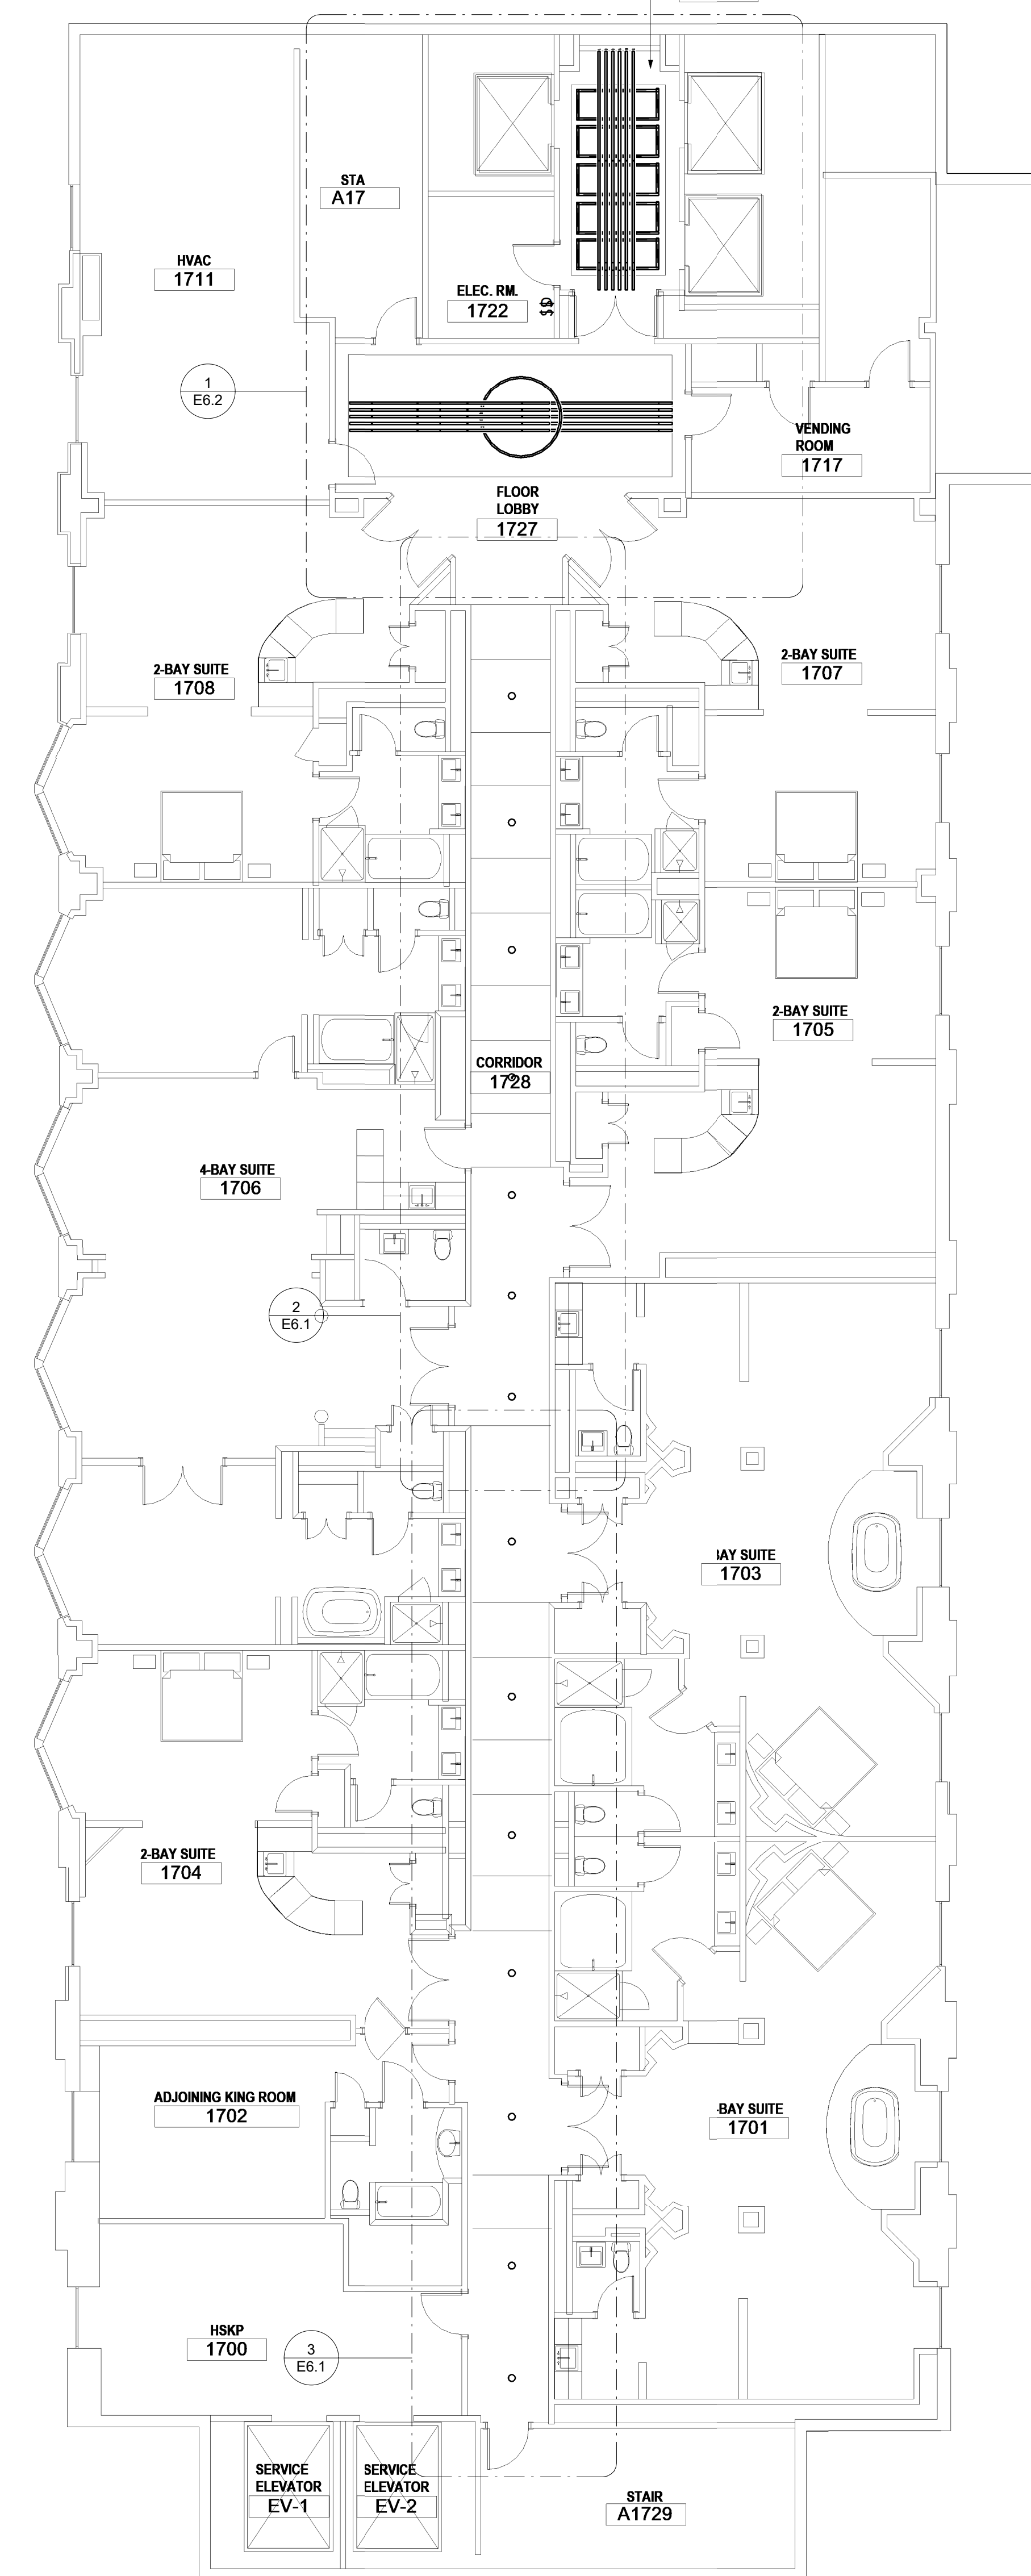 STA
A17
HVAC
1711
ELEC. RM.
1722
1
E6.2
VENDING
ROOM
1717
FLOOR
LOBBY
1727
2-BAY SUITE
1708
2-BAY SUITE
1707
2-BAY SUITE
1705
CORRIDOR
1728
4-BAY SUITE
1706
2
E6.1
BAY SUITE
1703
2-BAY SUITE
1704
ADJOINING KING ROOM
1702
-BAY SUITE
1701
HSKP
1700
3
E6.1
SERVICE
ELEVATOR
EV-1
SERVICE
ELEVATOR
EV-2
STAIR
A1729